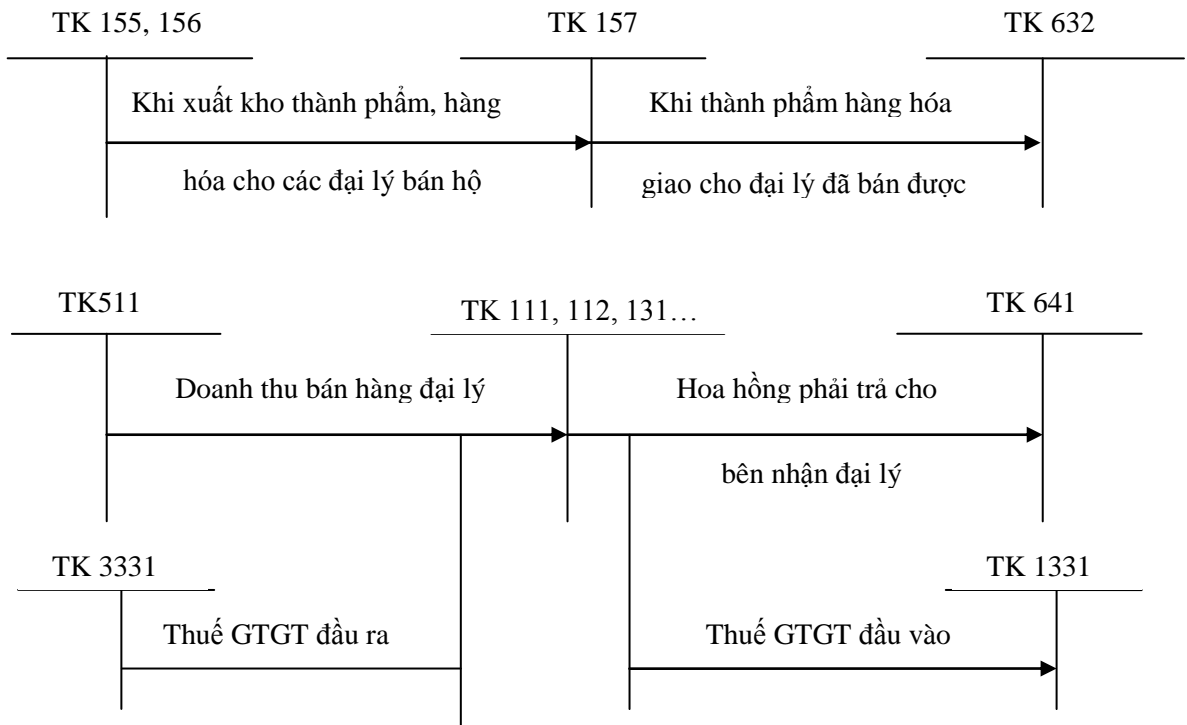 TK 155, 156 TK 157 TK 632
Khi xuất kho thành phẩm, hàng Khi thành phẩm hàng hóa
hóa cho các đại lý bán hộ giao cho đại lý đã bán được
TK511 TK 111, 112, 131… TK 641
Doanh thu bán hàng đại lý Hoa hồng phải trả cho
bên nhận đại lý
TK 3331 TK 1331
Thuế GTGT đầu ra Thuế GTGT đầu vào